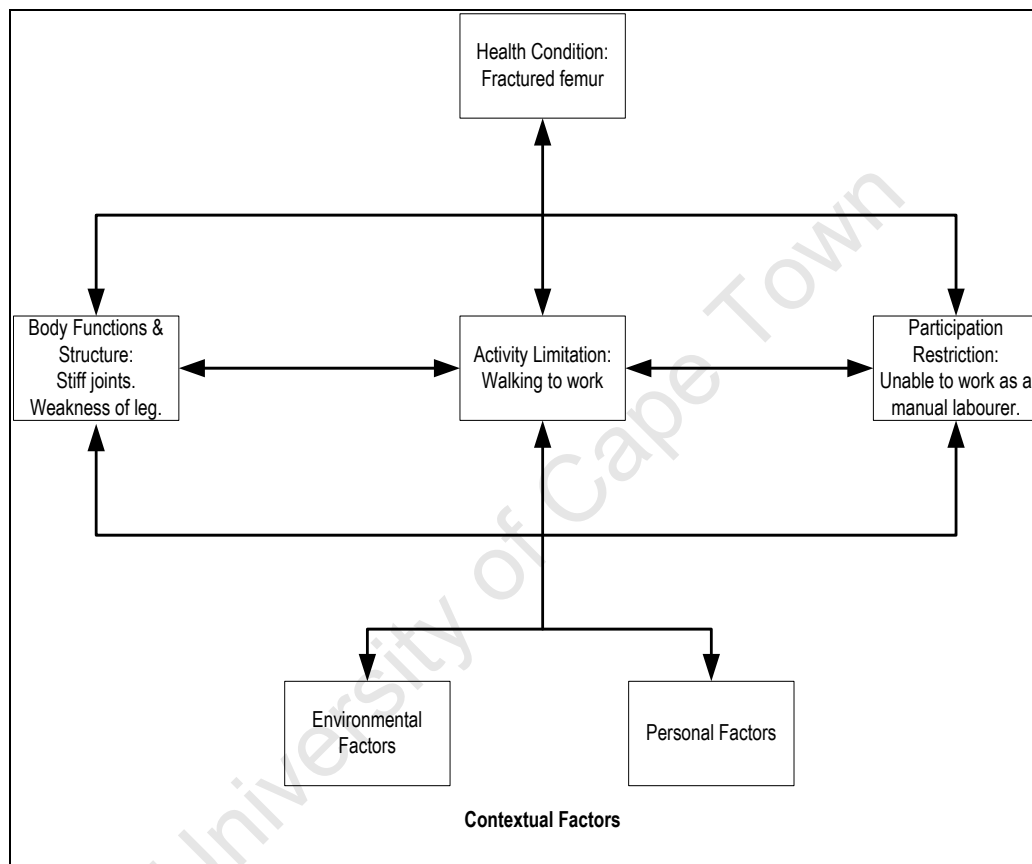 Health Condition:
Fractured femur
Body Functions &
Structure:
Stiff joints.
Weakness of leg.
Activity Limitation:
Walking to work
Participation
Restriction:
Unable to work as a
manual labourer.
Environmental
Factors
Personal Factors
Contextual Factors
University of Cape Town